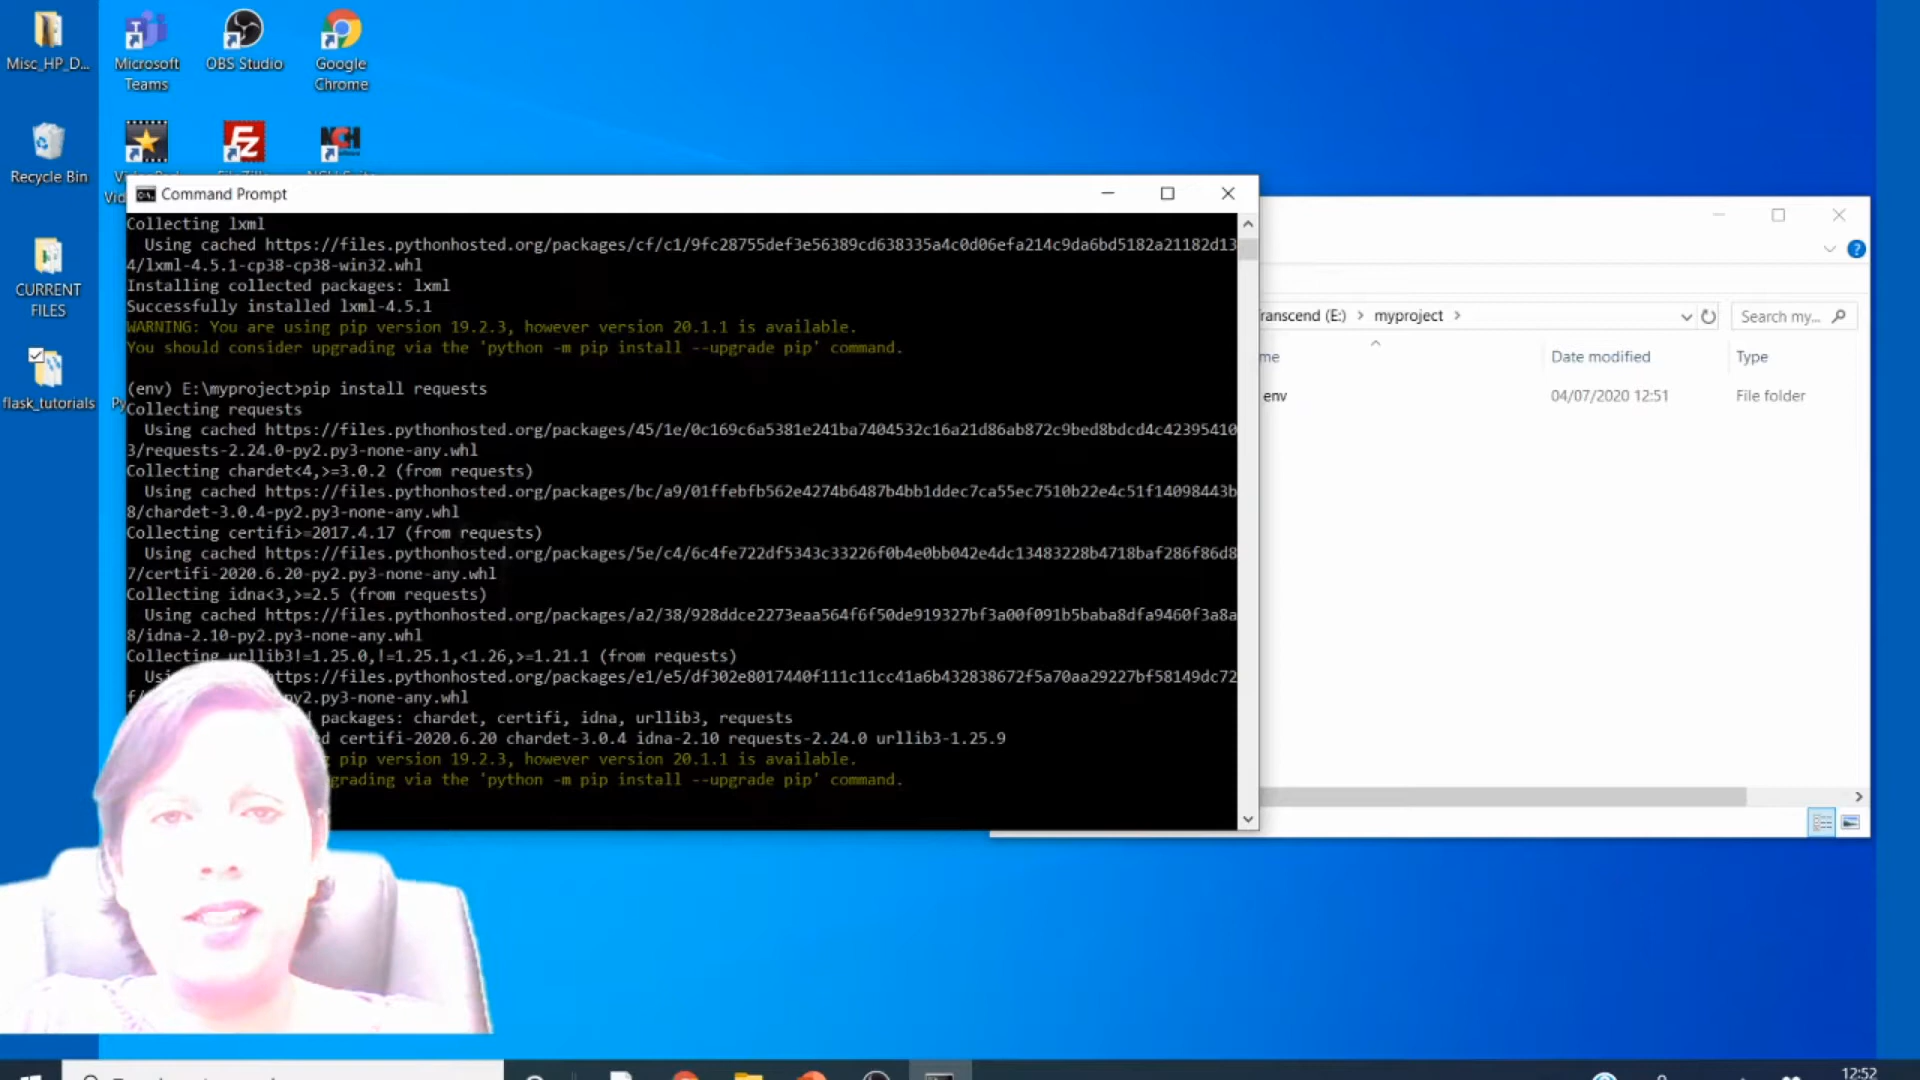 Misc_HP_D...
Microsoft Teams
OBS Studio
Google Chrome
Recycle Bin
CURRENT FILES
flask_tutorials
Command Prompt
Collecting lxml
Using cached https://files.pythonhosted.org/packages/cf/c1/9fc28755def3e56389cd638335a4c0d06efa214c9da6bd5182a21182d13
4/lxml-4.5.1-cp38-cp38-win32.whl
Installing collected packages: lxml
Successfully installed lxml-4.5.1
WARNING: You are using pip version 19.2.3, however version 20.1.1 is available.
You should consider upgrading via the 'python -m pip install --upgrade pip' command.
(env) E:\myproject>pip install requests
Collecting requests
Using cached https://files.pythonhosted.org/packages/45/1e/0c169c6a5381e241ba7404532c16a21d86ab872c9bed8bdcd4c42395410
3/requests-2.24.0-py2.py3-none-any.whl
Collecting chardet<4,>=3.0.2 (from requests)
Using cached https://files.pythonhosted.org/packages/bc/a9/01ffebfb562e4274b6487b4bb1ddec7ca55ec7510b22e4c51f14098443b
8/chardet-3.0.4-py2.py3-none-any.whl
Collecting certifi>=2017.4.17 (from requests)
Using cached https://files.pythonhosted.org/packages/5e/c4/6c4fe722df5343c33226f0b4e0bb042e4dc13483228b4718baf286f86d8
7/certifi-2020.6.20-py2.py3-none-any.whl
Collecting idna<3,>=2.5 (from requests)
Using cached https://files.pythonhosted.org/packages/a2/38/928ddce2273eaa564f6f50de919327bf3a00f091b5baba8dfa9460f3a8a
8/idna-2.10-py2.py3-none-any.whl
Collecting urllib3!=1.25.0,!=1.25.1,<1.26,>=1.21.1 (from requests)
ttps://files.pythonhosted.org/packages/e1/e5/df302e8017440f111c11cc41a6b432838672f5a70aa29227bf58149dc72
py2.py3-none-any.whl
packages: chardet, certifi, idna, urllib3, requests
certifi-2020.6.20 chardet-3.0.4 idna-2.10 requests-2.24.0 urllib3-1.25.9
pip version 19.2.3, however version 20.1.1 is available.
grading via the 'python -m pip install --upgrade pip' command.
ranscend (E:) > myproject >
Search my...
me
Date modified
Type
env
04/07/2020 12:51
File folder
12:52